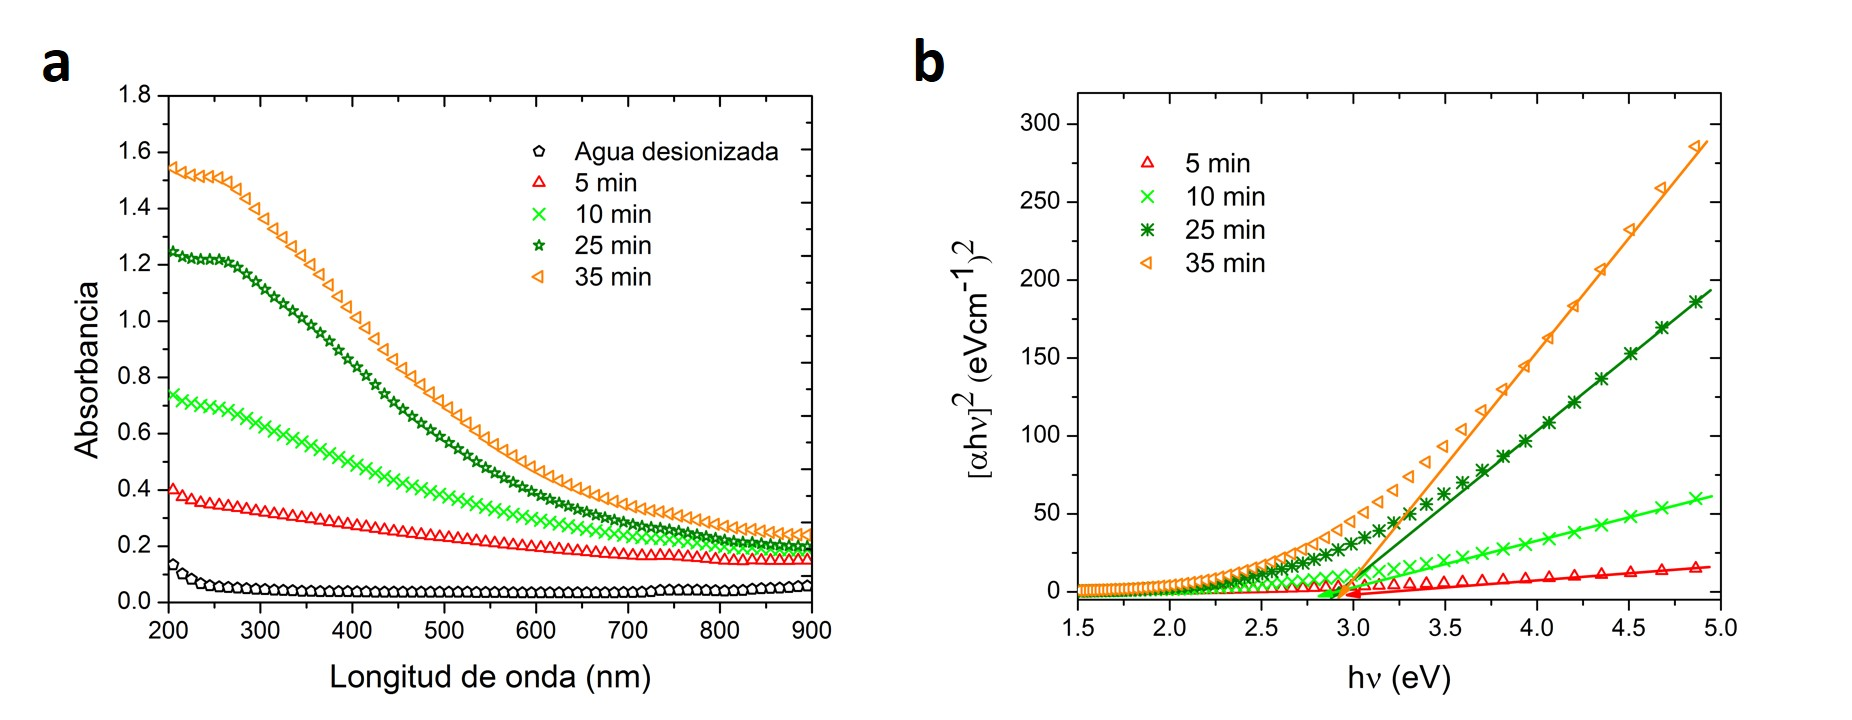 a
1.8
1.6
1.4
1.2
1.0
0.8
0.6
0.4
0.2
0.0
200 300 400 500 600 700 800 900
Absorbancia
Longitud de onda (nm)
Agua desionizada
5 min
10 min
25 min
35 min
b
300
250
200
150
100
50
0
1.5 2.0 2.5 3.0 3.5 4.0 4.5 5.0
[αhν]² (eVcm⁻¹)²
hν (eV)
5 min
10 min
25 min
35 min